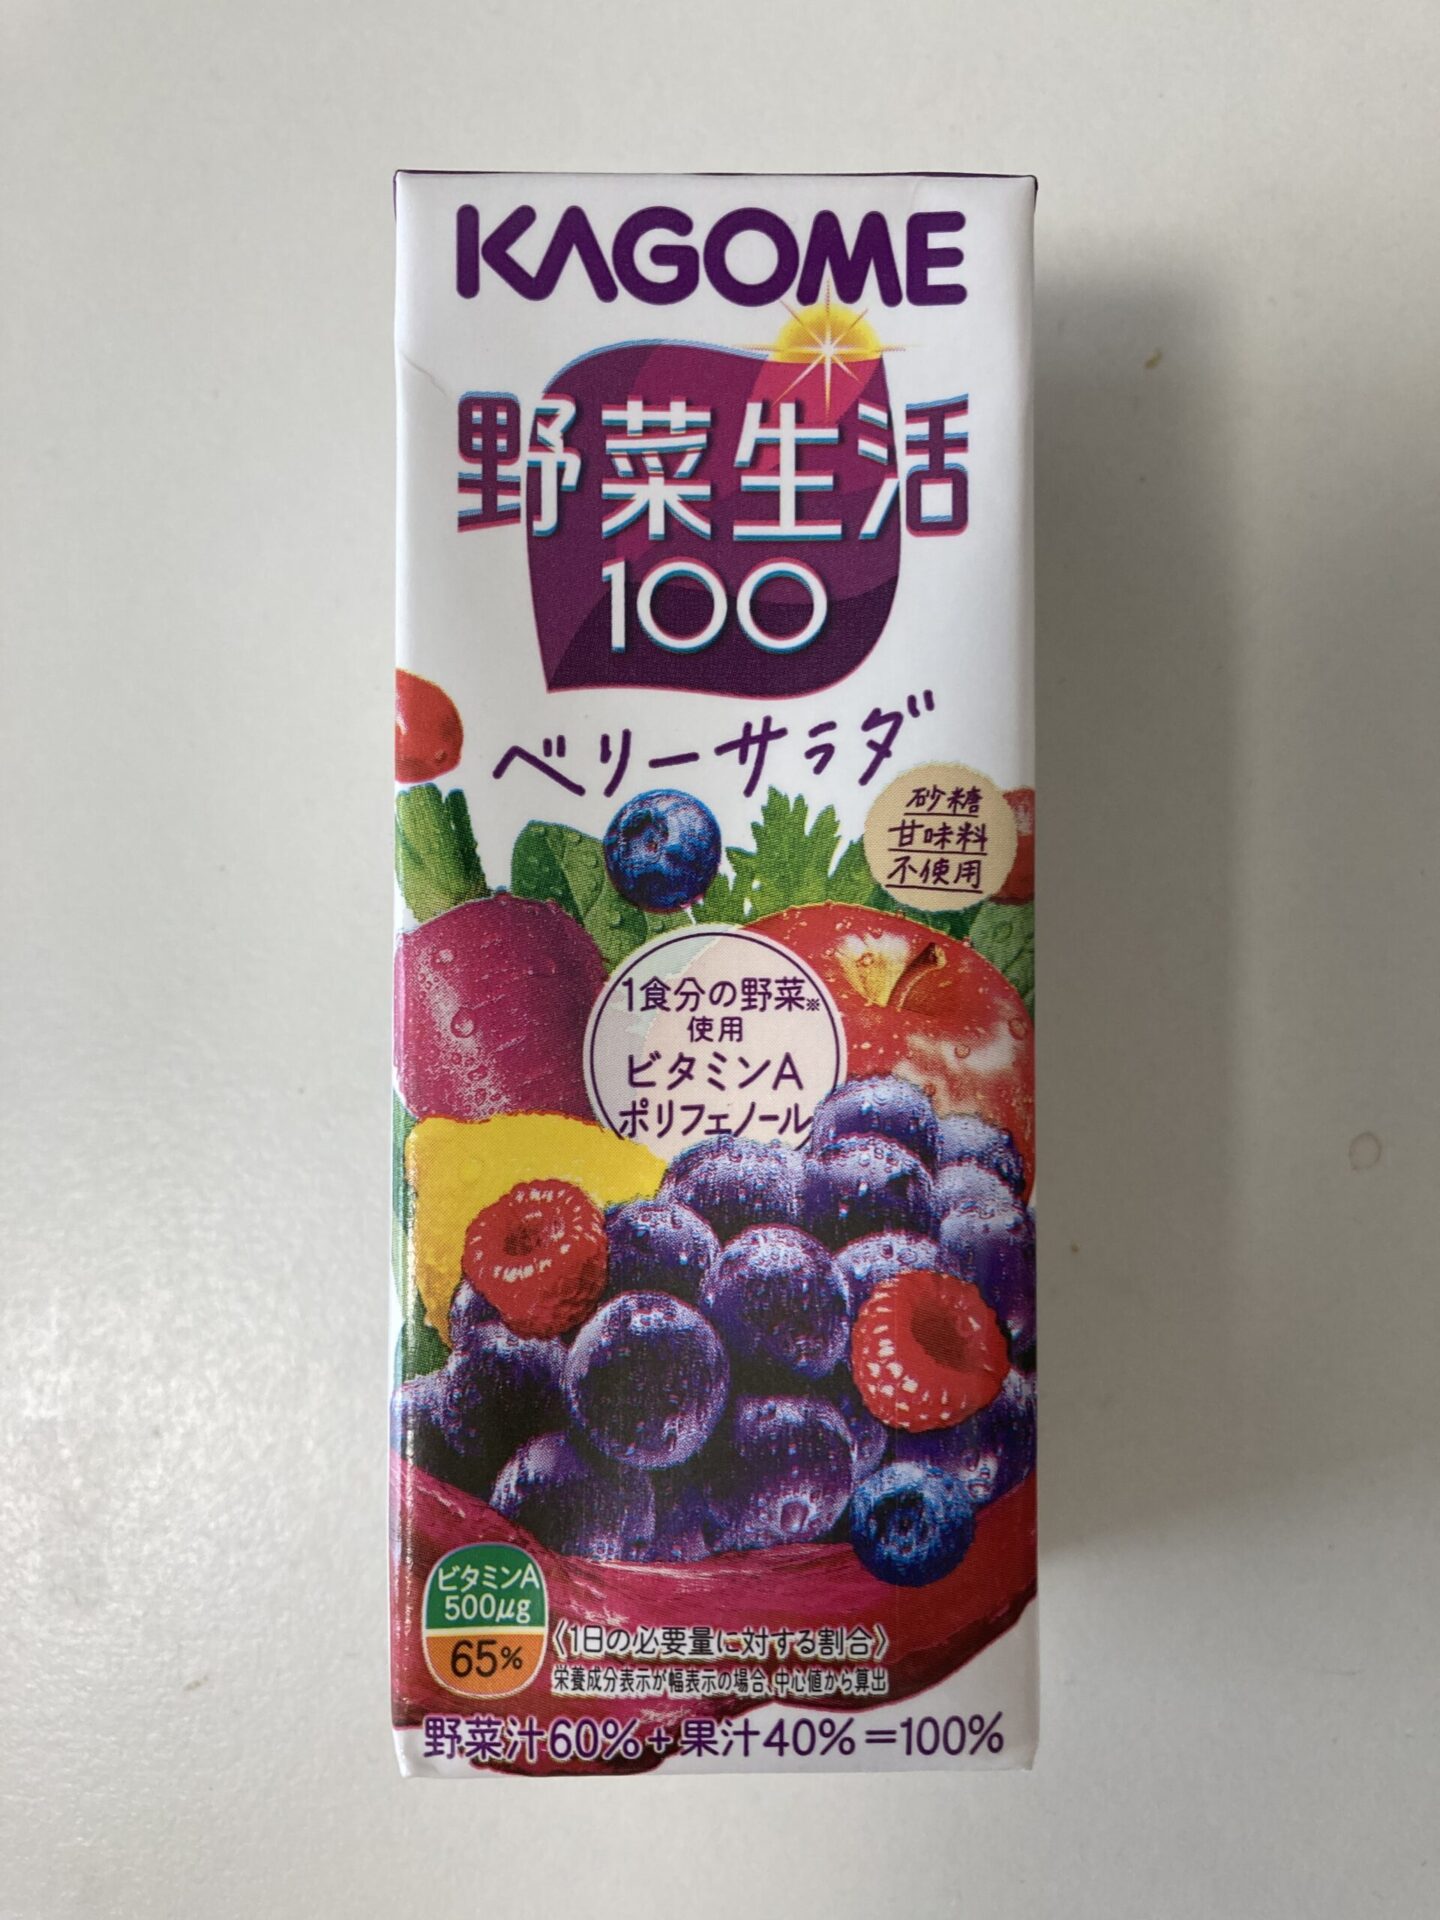 KAGOME
野菜生活
100
ベリーサラダ
砂糖
甘味料
不使用
1食分の野菜※
使用
ビタミンA
ポリフェノール
ビタミンA
500μg
65%
《1日の必要量に対する割合》
栄養成分表示が幅表示の場合、中心値から算出
野菜汁60%+果汁40%=100%